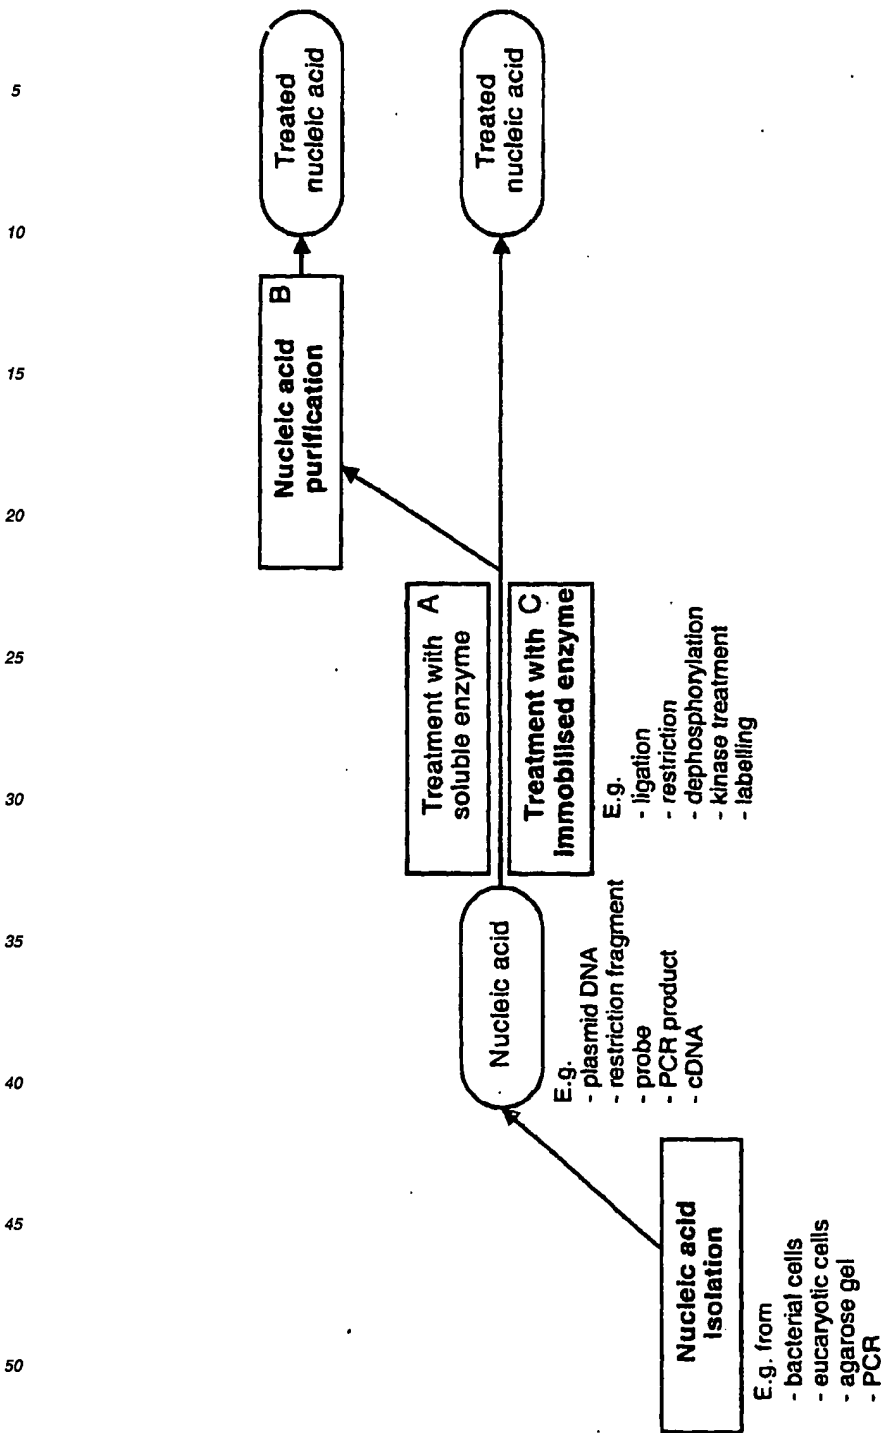 5
10
15
20
25
30
35
40
45
50
Nucleic acid
isolation
E.g. from
- bacterial cells
- eucaryotic cells
- agarose gel
- PCR
Nucleic acid
E.g.
- plasmid DNA
- restriction fragment
- probe
- PCR product
- cDNA
Treatment with A
soluble enzyme
Treatment with C
immobilised enzyme
E.g.
- ligation
- restriction
- dephosphorylation
- kinase treatment
- labelling
Nucleic acid B
purification
Treated
nucleic acid
Treated
nucleic acid